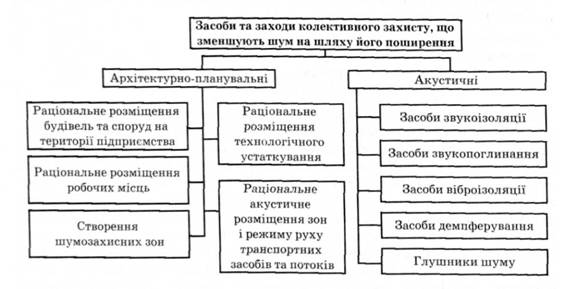 Засоби та заходи колективного захисту, що
зменшують шум на шляху його поширення
Архітектурно-планувальні
Акустичні
Раціональне розміщення
будівель та споруд на
території підприємства
Раціональне розміщення
робочих місць
Створення
шумозахисних зон
Раціональне
розміщення
технологічного
устаткування
Раціональне
акустичне
розміщення зон
і режиму руху
транспортних
засобів та потоків
Засоби звукоізоляції
Засоби звукопоглинання
Засоби віброізоляції
Засоби демпферування
Глушники шуму